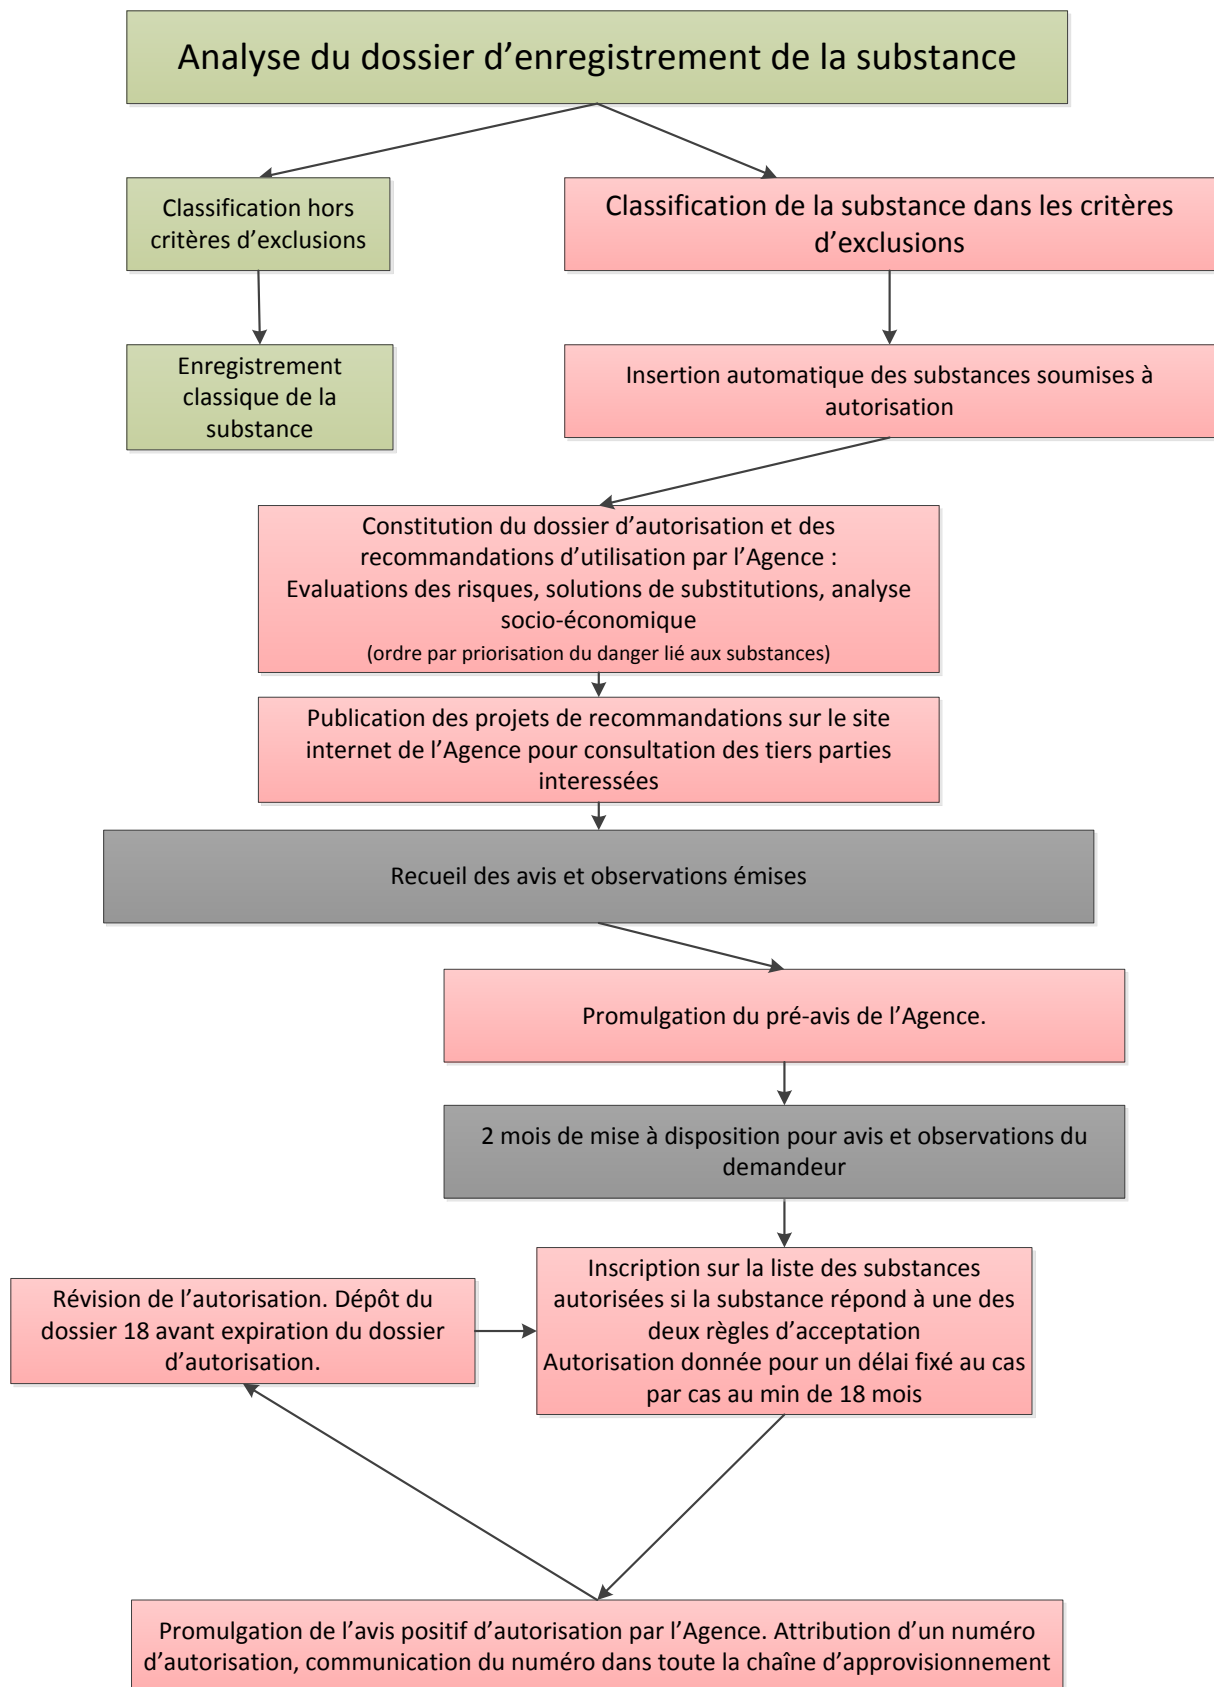 Analyse du dossier d’enregistrement de la substance
Classification hors
critères d’exclusions
Classification de la substance dans les critères
d’exclusions
Enregistrement
classique de la
substance
Insertion automatique des substances soumises à
autorisation
Constitution du dossier d’autorisation et des
recommandations d’utilisation par l’Agence :
Evaluations des risques, solutions de substitutions, analyse
socio-économique
(ordre par priorisation du danger lié aux substances)
Publication des projets de recommandations sur le site
internet de l’Agence pour consultation des tiers parties
interessées
Recueil des avis et observations émises
Promulgation du pré-avis de l’Agence.
2 mois de mise à disposition pour avis et observations du
demandeur
Révision de l’autorisation. Dépôt du
dossier 18 avant expiration du dossier
d’autorisation.
Inscription sur la liste des substances
autorisées si la substance répond à une des
deux règles d’acceptation
Autorisation donnée pour un délai fixé au cas
par cas au min de 18 mois
Promulgation de l’avis positif d’autorisation par l’Agence. Attribution d’un numéro
d’autorisation, communication du numéro dans toute la chaîne d’approvisionnement